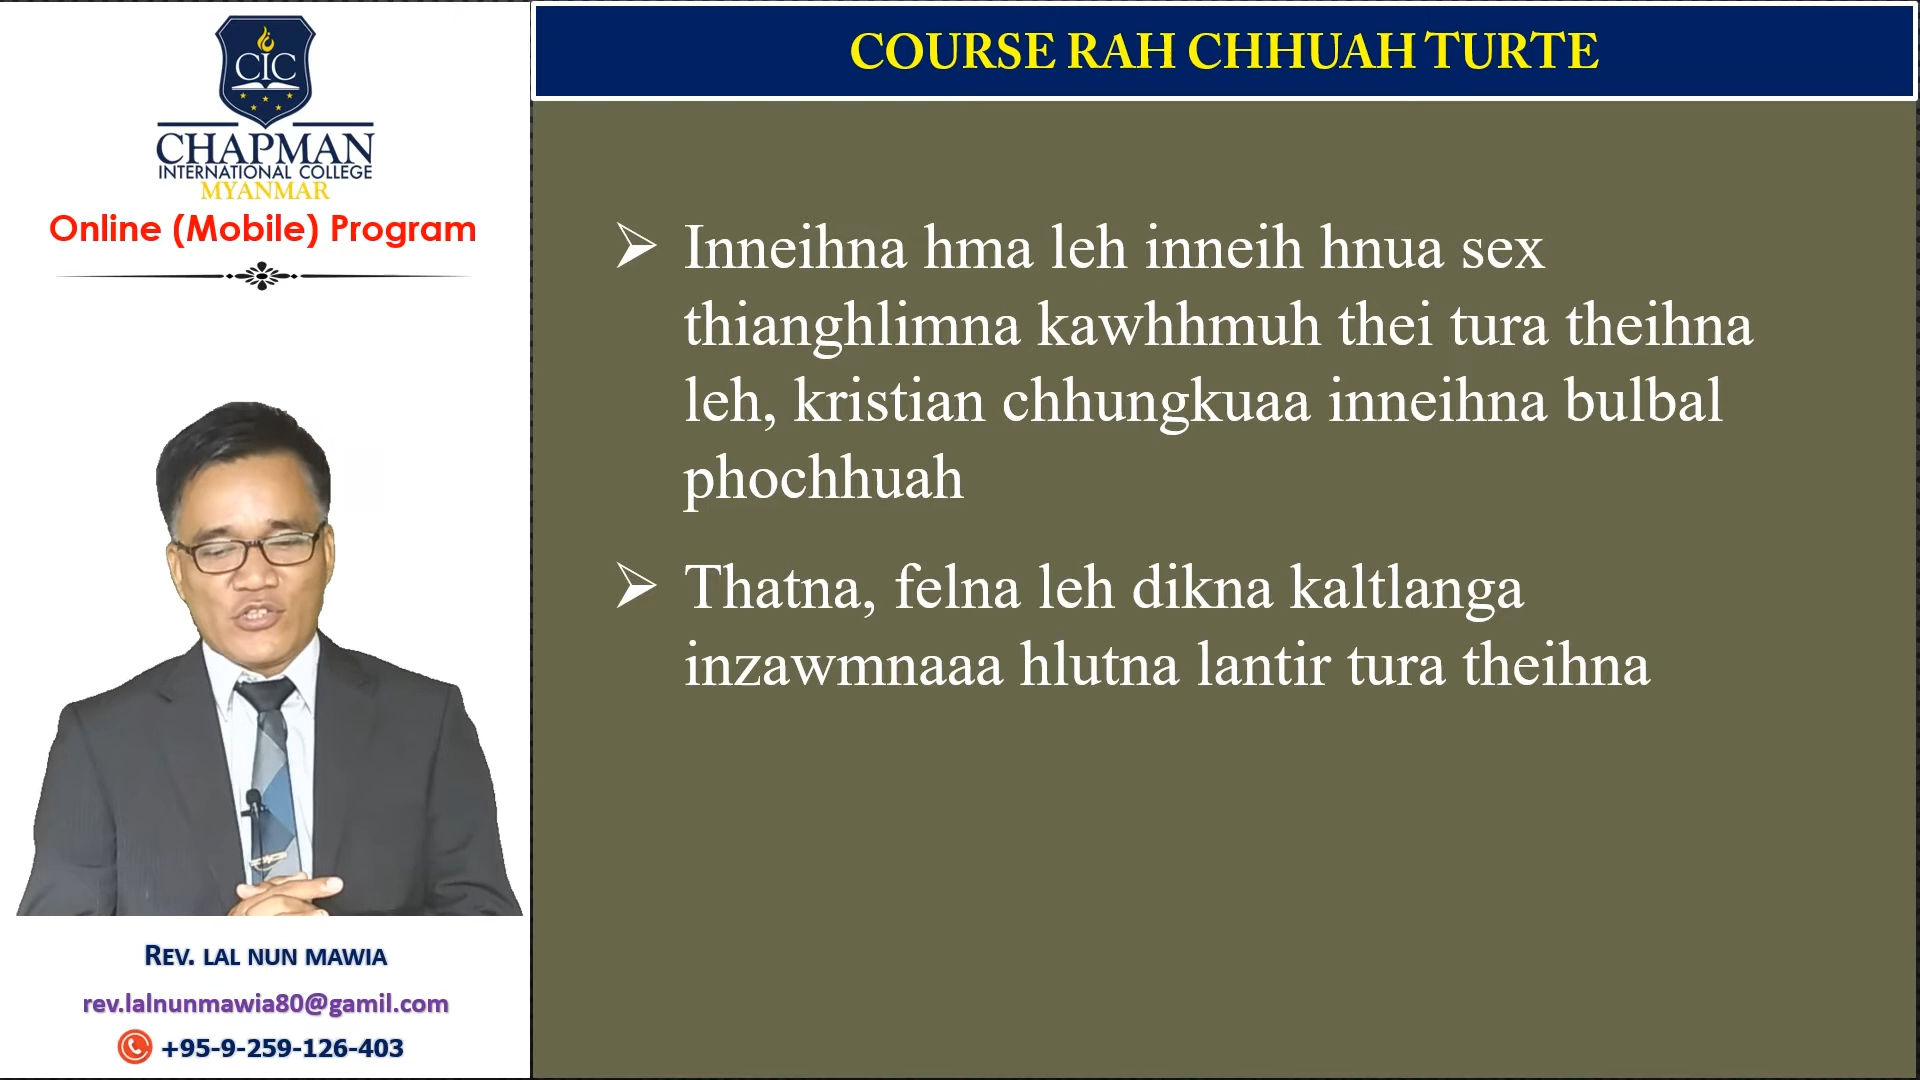 CIC
CHAPMAN
INTERNATIONAL COLLEGE
MYANMAR
Online (Mobile) Program
REV. LAL NUN MAWIA
rev.lalnunmawia80@gamil.com
+95-9-259-126-403
COURSE RAH CHHUAH TURTE
Inneihna hma leh inneih hnua sex
thianghlimna kawhhmuh thei tura theihna
leh, kristian chhungkuaa inneihna bulbal
phochhuah
Thatna, felna leh dikna kaltlanga
inzawmnaaa hlutna lantir tura theihna